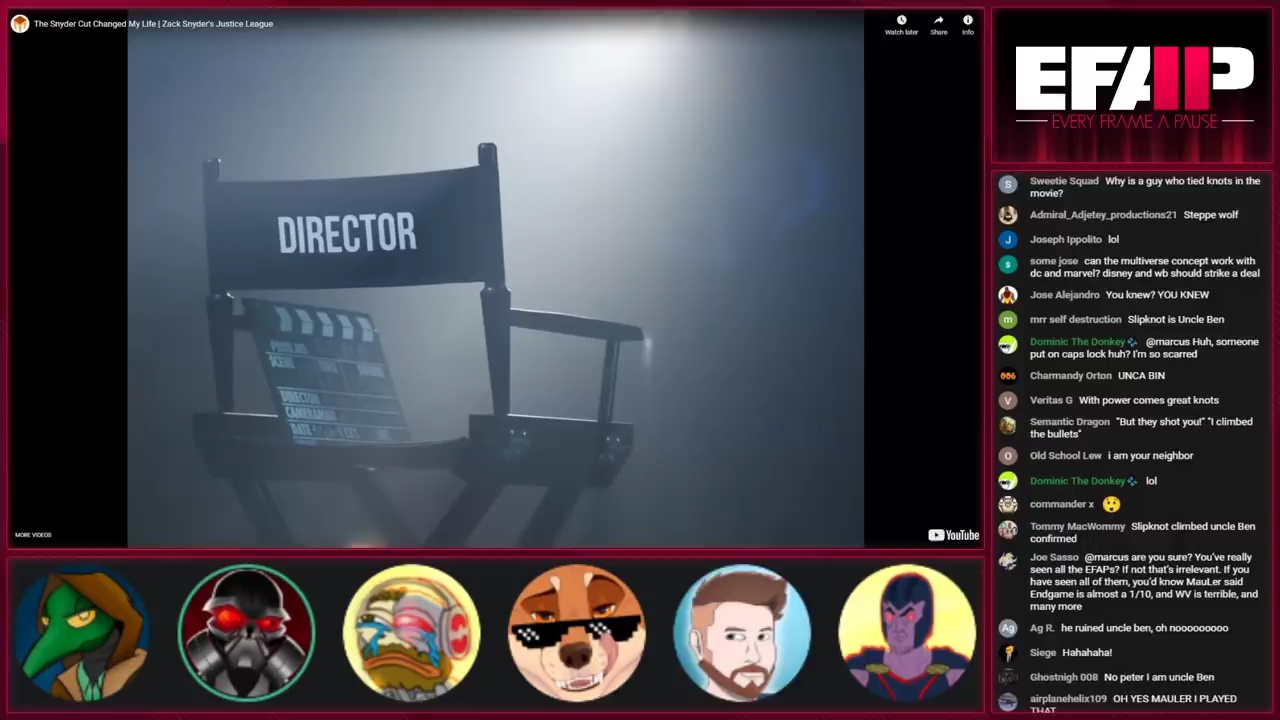 The Snyder Cut Changed My Life | Zack Snyder's Justice League
Watch later
Share
Info
DIRECTOR
SCENE
DIRECTOR
CAMERAMAN
DATE
EXT.
MORE VIDEOS
YouTube
EFAP
EVERY FRAME A PAUSE
S
Sweetie Squad Why is a guy who tied knots in the
movie?
Admiral_Adjetey_productions21 Steppe wolf
J
Joseph Ippolito lol
s
some jose can the multiverse concept work with
dc and marvel? disney and wb should strike a deal
Jose Alejandro You knew? YOU KNEW
m
mrr self destruction Slipknot is Uncle Ben
Dominic The Donkey @marcus Huh, someone
put on caps lock huh? I'm so scarred
Charmandy Orton UNCA BIN
V
Veritas G With power comes great knots
Semantic Dragon "But they shot you!" "I climbed
the bullets"
O
Old School Lew i am your neighbor
Dominic The Donkey lol
commander x
Tommy MacWommy Slipknot climbed uncle Ben
confirmed
Joe Sasso @marcus are you sure? You've really
seen all the EFAPs? If not that's irrelevant. If you
have seen all of them, you'd know MauLer said
Endgame is almost a 1/10, and WV is terrible, and
many more
Ag
Ag R. he ruined uncle ben, oh nooooooooo
Siege Hahahaha!
Ghostnigh 008 No peter I am uncle Ben
airplanehelix109 OH YES MAULER I PLAYED
THAT